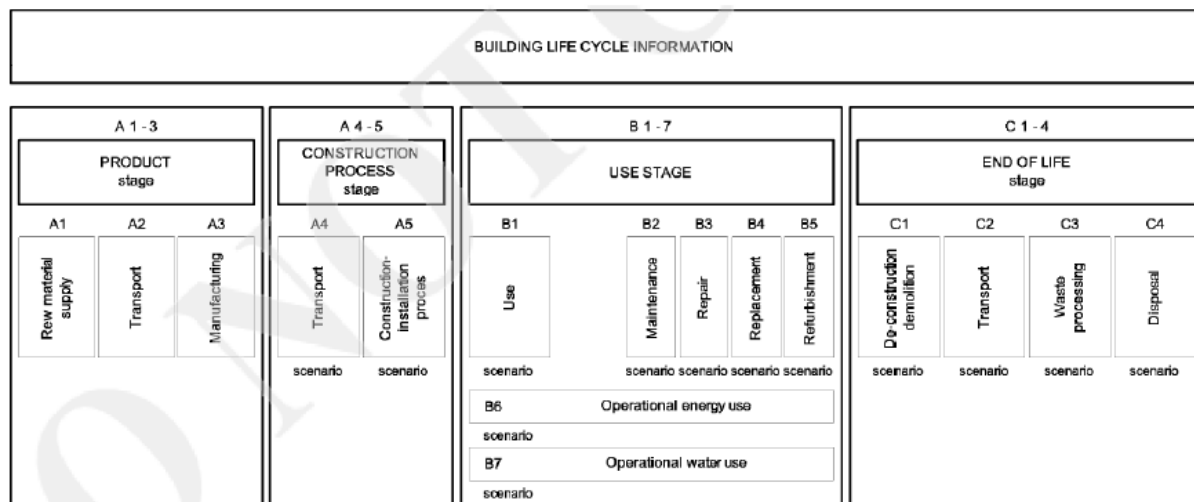 BUILDING LIFE CYCLE INFORMATION
A 1 - 3
PRODUCT
stage
A1
A2
A3
Rew material
supply
Transport
Manufacturing
A 4 - 5
CONSTRUCTION
PROCESS
stage
A4
A5
Transport
Construction-
installation
proces
scenario
scenario
B 1 - 7
USE STAGE
B1
B2
B3
B4
B5
Use
Maintenance
Repair
Replacement
Refurbishment
scenario
scenario
scenario
scenario
scenario
B6
Operational energy use
scenario
B7
Operational water use
scenario
C 1 - 4
END OF LIFE
stage
C1
C2
C3
C4
De-construction
demolition
Transport
Waste
processing
Disposal
scenario
scenario
scenario
scenario
O NOT